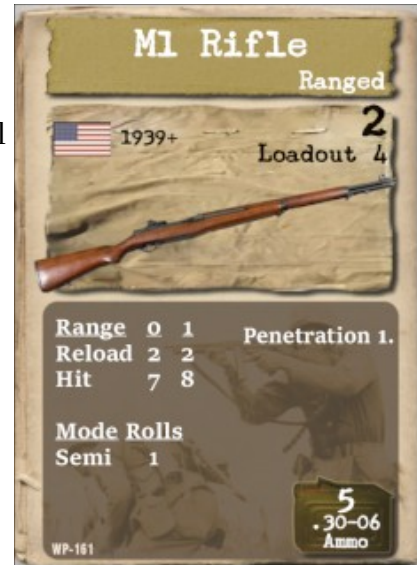 M1 Rifle
Ranged
1939+
2
Loadout 4
Range 0 1
Reload 2 2
Hit 7 8
Penetration 1.
Mode Rolls
Semi 1
5
.30-06
Ammo
WP-161